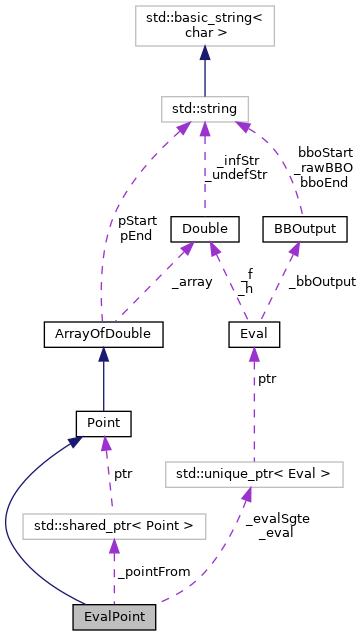 std::basic_string<
char >
std::string
_infStr
_undefStr
bboStart
_rawBBO
bboEnd
pStart
pEnd
Double
BBOutput
_array
_f
_h
_bbOutput
ArrayOfDouble
Eval
ptr
Point
std::unique_ptr< Eval >
ptr
std::shared_ptr< Point >
_evalSgte
_eval
_pointFrom
EvalPoint